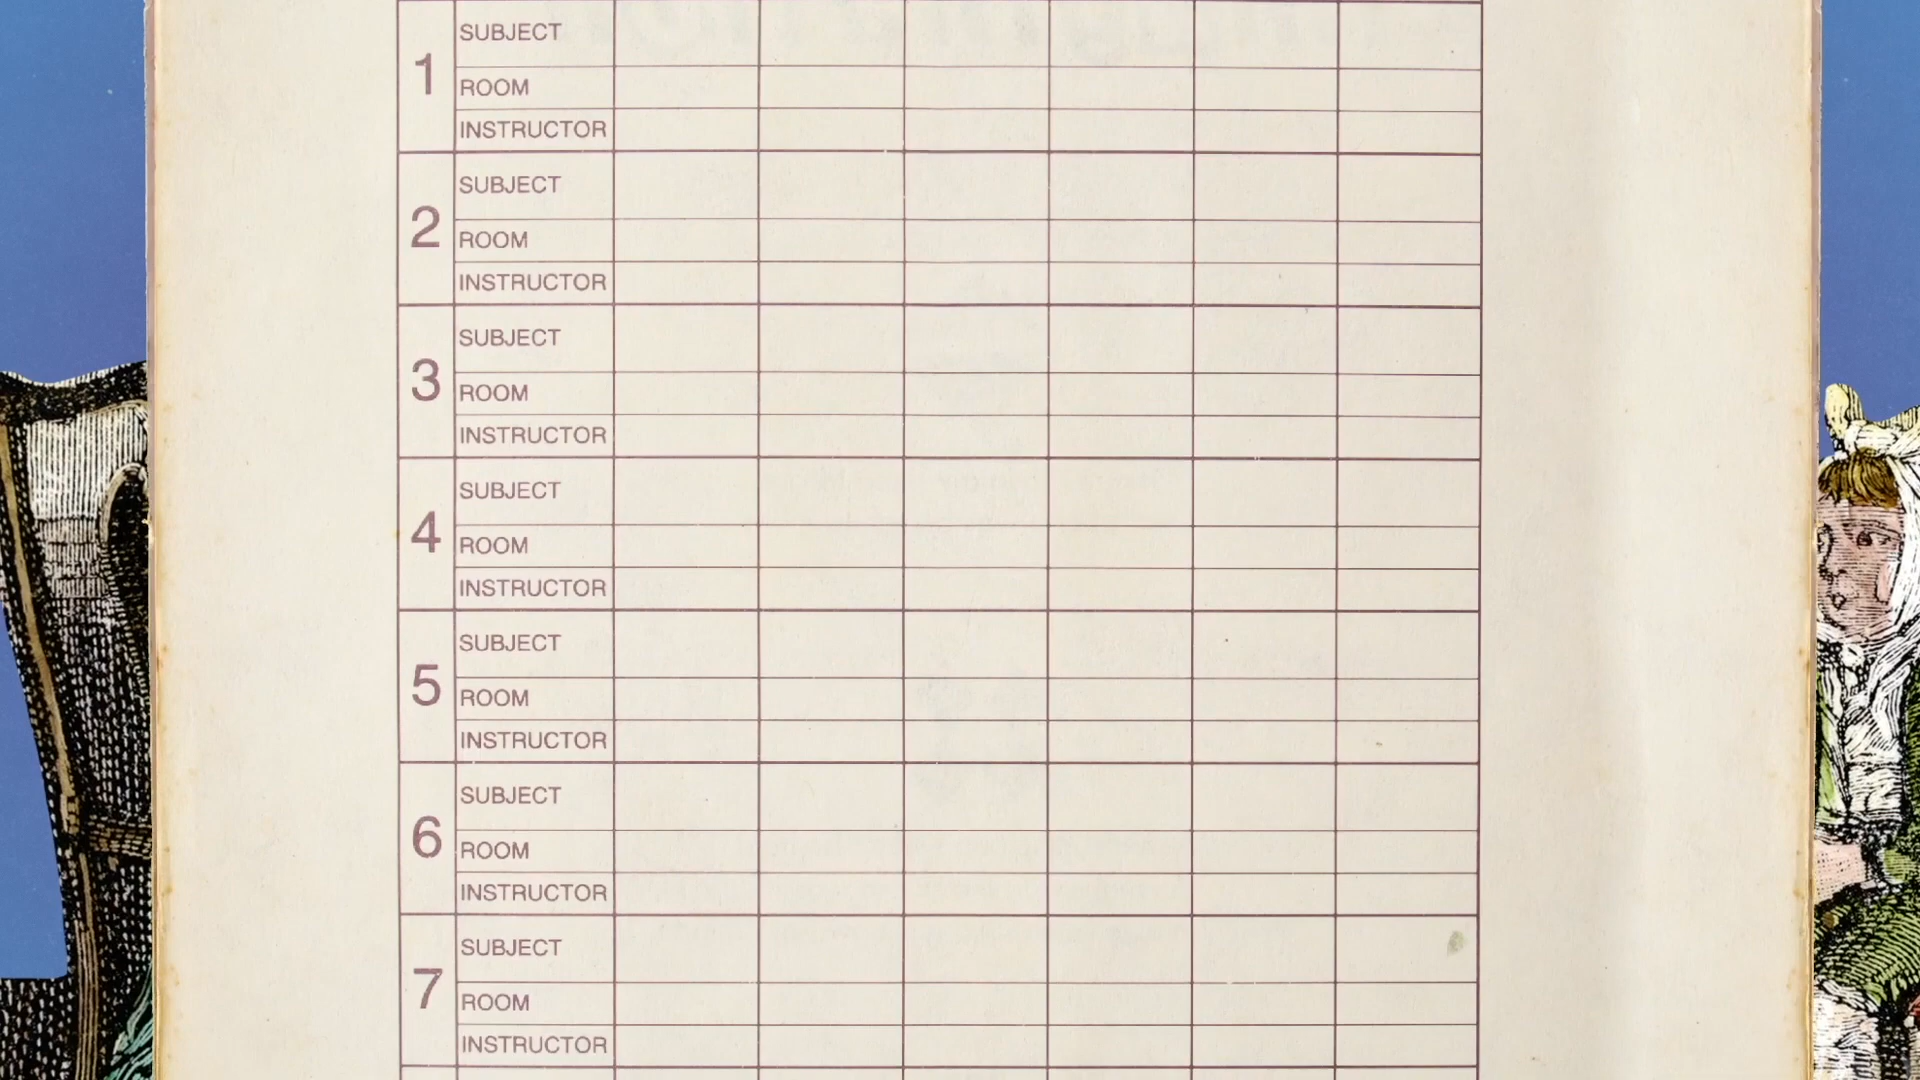 1 SUBJECT
ROOM
INSTRUCTOR
2 SUBJECT
ROOM
INSTRUCTOR
3 SUBJECT
ROOM
INSTRUCTOR
4 SUBJECT
ROOM
INSTRUCTOR
5 SUBJECT
ROOM
INSTRUCTOR
6 SUBJECT
ROOM
INSTRUCTOR
7 SUBJECT
ROOM
INSTRUCTOR